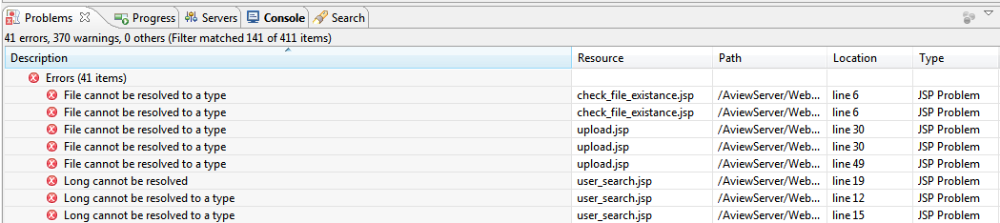 Problems Progress Servers Console Search
41 errors, 370 warnings, 0 others (Filter matched 141 of 411 items)
Description Resource Path Location Type
Errors (41 items)
File cannot be resolved to a type check_file_existance.jsp /AviewServer/Web... line 6 JSP Problem
File cannot be resolved to a type check_file_existance.jsp /AviewServer/Web... line 6 JSP Problem
File cannot be resolved to a type upload.jsp /AviewServer/Web... line 30 JSP Problem
File cannot be resolved to a type upload.jsp /AviewServer/Web... line 30 JSP Problem
File cannot be resolved to a type upload.jsp /AviewServer/Web... line 49 JSP Problem
Long cannot be resolved user_search.jsp /AviewServer/Web... line 19 JSP Problem
Long cannot be resolved to a type user_search.jsp /AviewServer/Web... line 12 JSP Problem
Long cannot be resolved to a type user_search.jsp /AviewServer/Web... line 15 JSP Problem